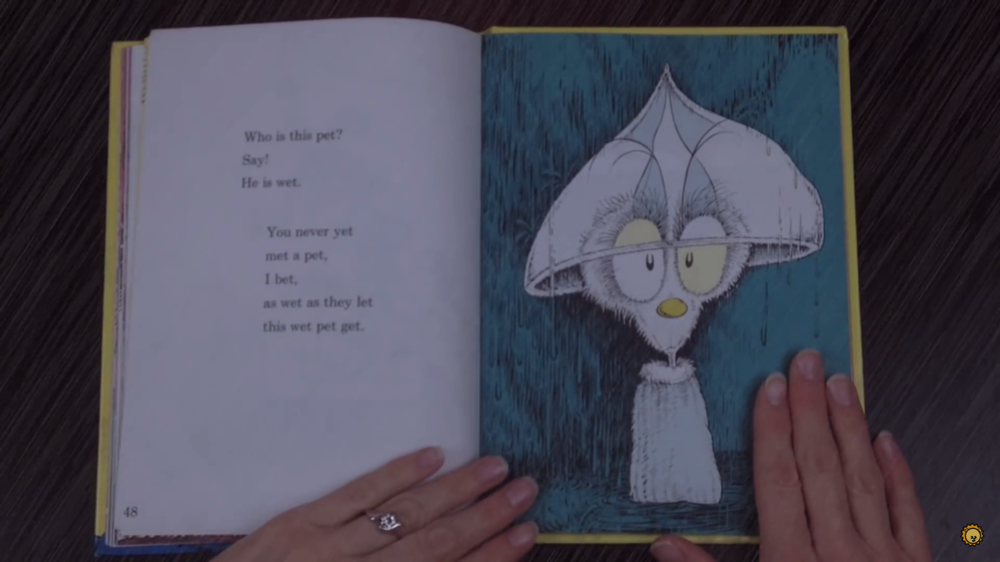 Who is this pet?
Say!
He is wet.
You never yet
met a pet,
I bet,
as wet as they let
this wet pet get.
48